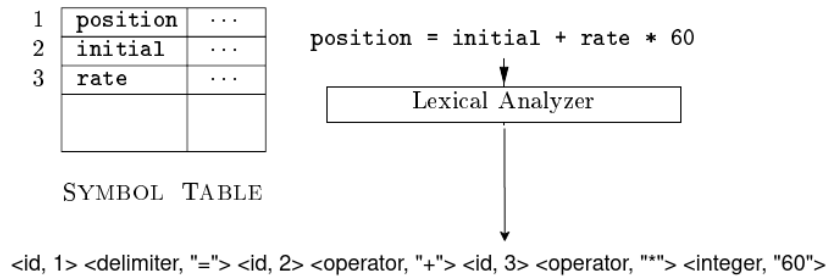 1 position ...
2 initial ...
3 rate ...
SYMBOL TABLE
position = initial + rate * 60
Lexical Analyzer
<id, 1> <delimiter, "="> <id, 2> <operator, "+"> <id, 3> <operator, "*"> <integer, "60">